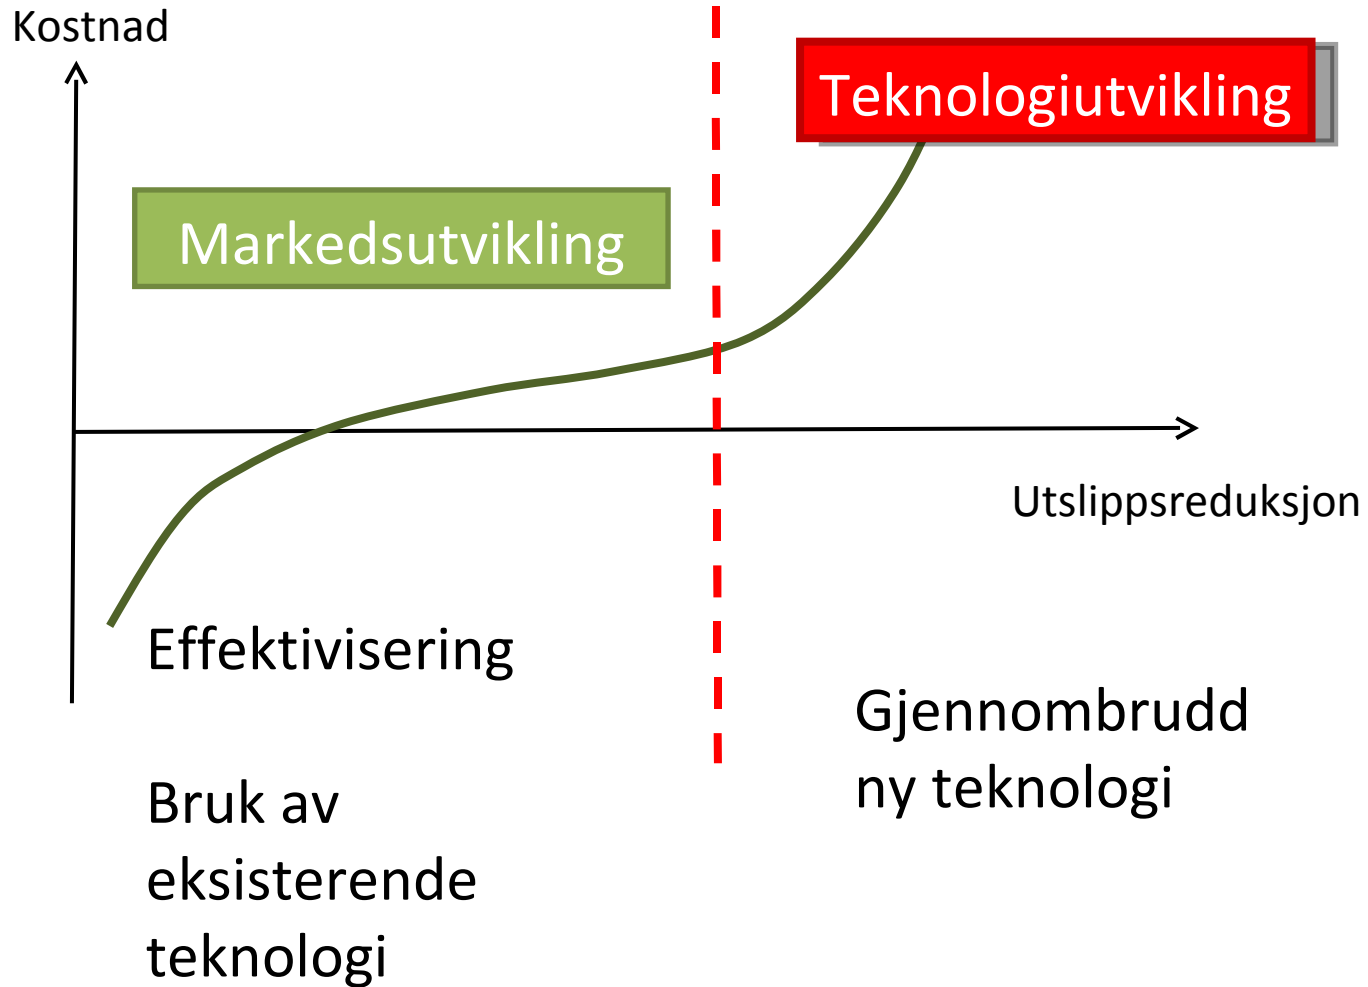 Kostnad
Teknologiutvikling
Markedsutvikling
Utslippsreduksjon
Effektivisering
Bruk av
eksisterende
teknologi
Gjennombrudd
ny teknologi